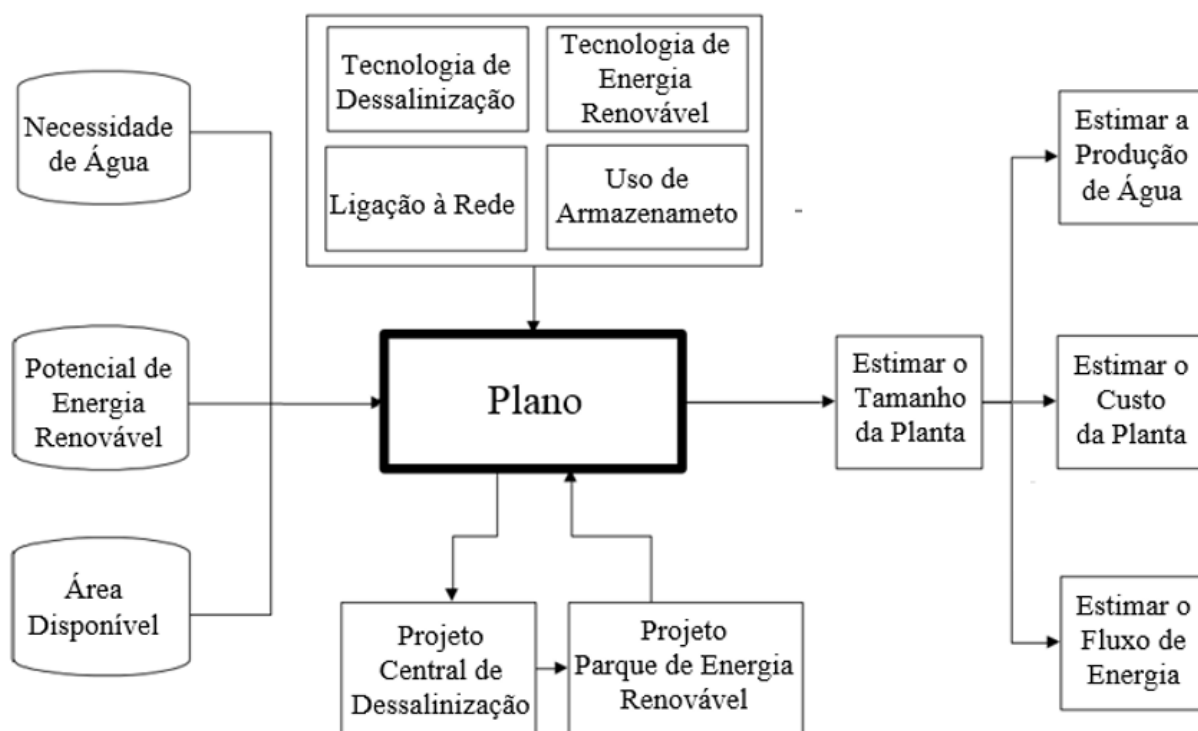 Necessidade
de Água
Potencial de
Energia
Renovável
Área
Disponível
Tecnologia de
Dessalinização
Tecnologia de
Energia
Renovável
Ligação à Rede
Uso de
Armazenameto
Plano
Projeto
Central de
Dessalinização
Projeto
Parque de Energia
Renovável
Estimar o
Tamanho
da Planta
Estimar a
Produção
de Água
Estimar o
Custo
da Planta
Estimar o
Fluxo de
Energia